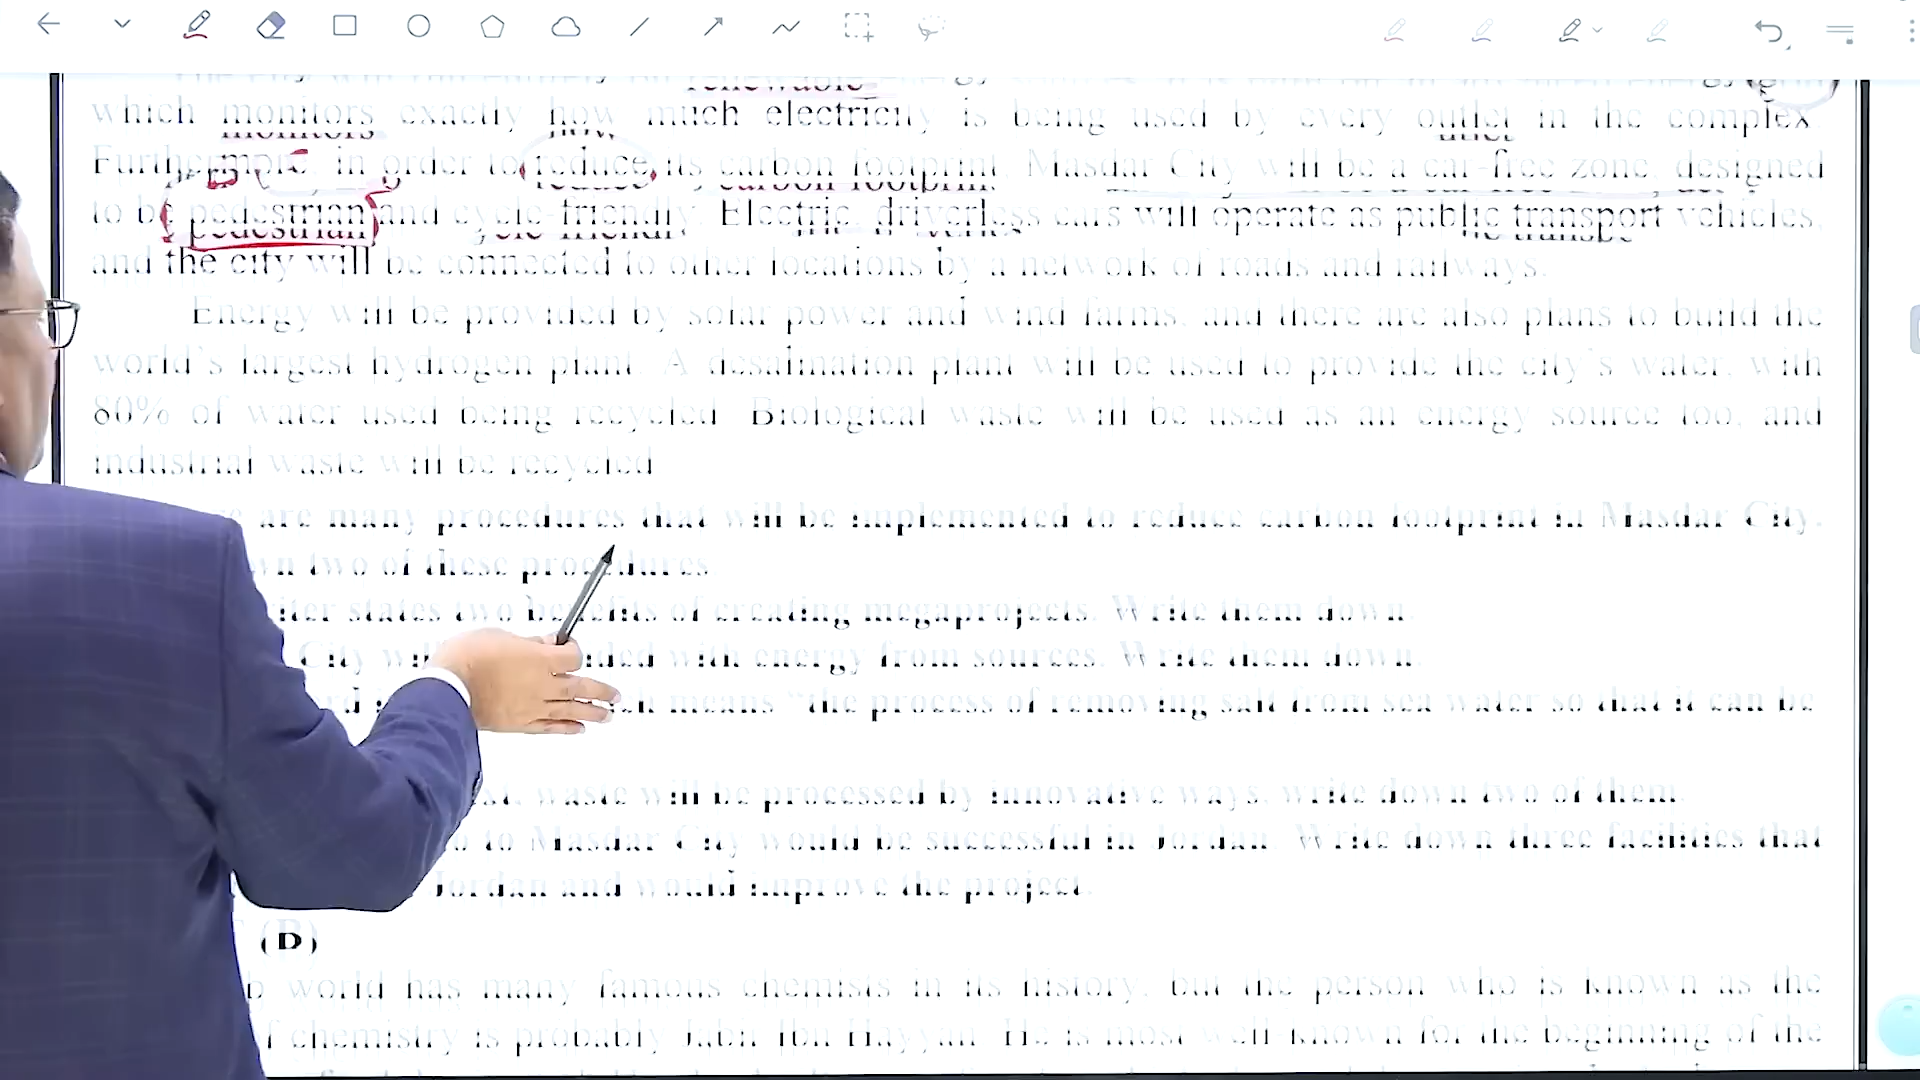 renewable
which monitors exactly how much electricity is being used by every outlet in the complex.
Furthermore, in order to reduce its carbon footprint, Masdar City will be a car-free zone, designed
to be pedestrian and cycle-friendly. Electric, driverless cars will operate as public transport vehicles,
and the city will be connected to other locations by a network of roads and railways.
Energy will be provided by solar power and wind farms, and there are also plans to build the
world's largest hydrogen plant. A desalination plant will be used to provide the city's water, with
80% of water used being recycled. Biological waste will be used as an energy source too, and
industrial waste will be recycled.
are many procedures that will be implemented to reduce carbon footprint in Masdar City.
two of these procedures.
states two benefits of creating megaprojects. Write them down.
City will with energy from sources. Write them down.
means "the process of removing salt from sea water so that it can be
waste will be processed by innovative ways, write down two of them.
to Masdar City would be successful in Jordan. Write down three facilities that
Jordan and would improve the project.
(D)
world has many famous chemists in its history, but the person who is known as the
chemistry is probably Jabir Ibn Hayyan. He is most well-known for the beginning of the